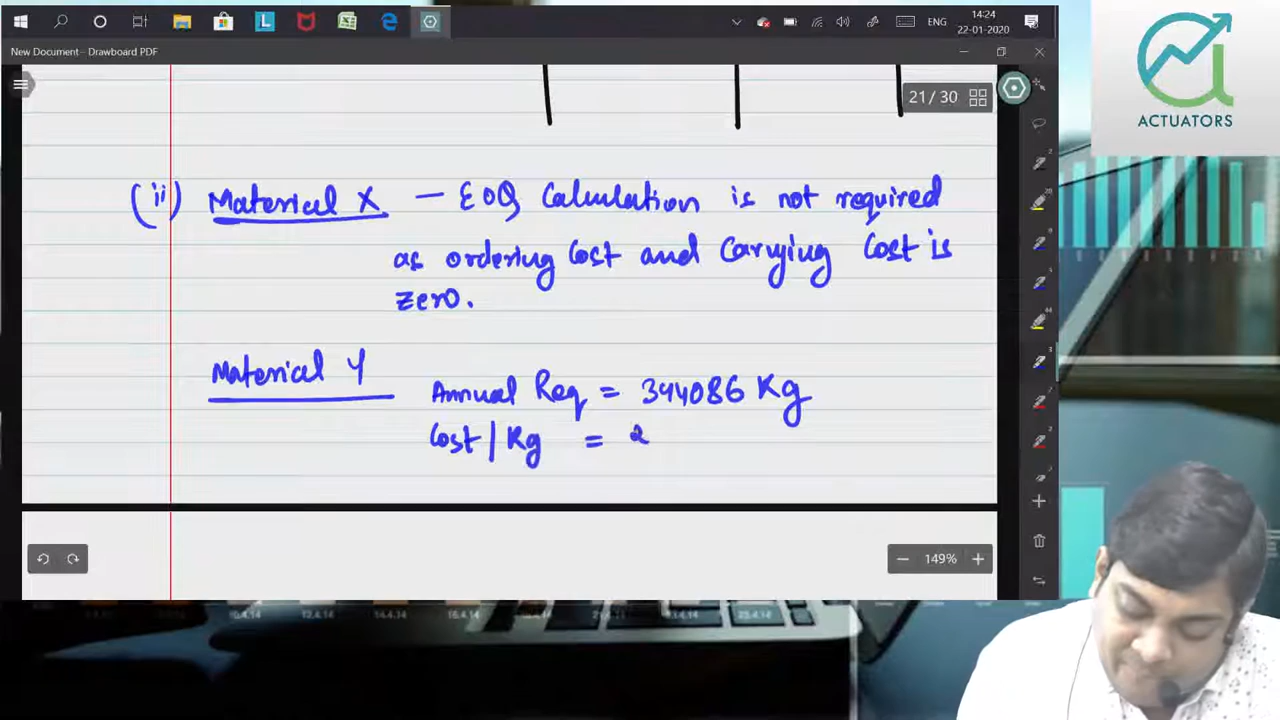 14:24
ENG
22-01-2020
New Document - Drawboard PDF
21 / 30
ACTUATORS
(ii) Material X - EOQ Calculation is not required
as ordering Cost and Carrying Cost is
zero.
Material Y
Annual Req = 344086 Kg
Cost / Kg = 2
149%